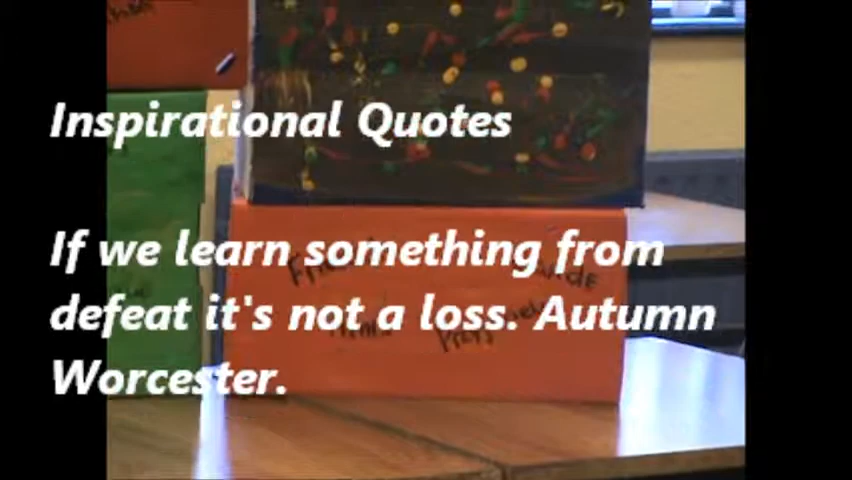 Inspirational Quotes
If we learn something from
defeat it's not a loss. Autumn
Worcester.